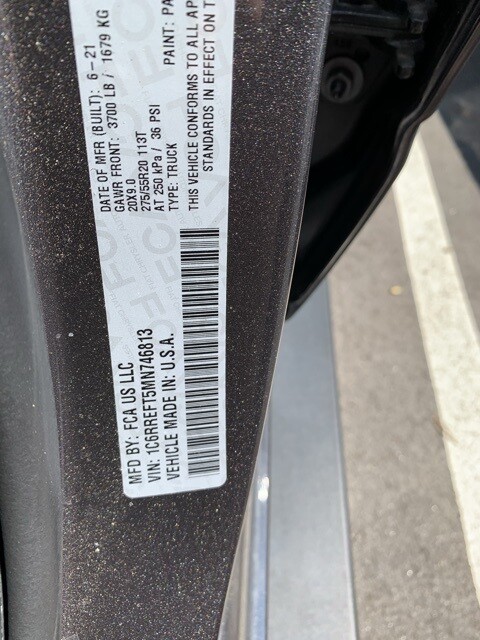 MFD BY: FCA US LLC
DATE OF MFR (BUILT): 6-21
GAWR FRONT: 3700 LB / 1679 KG
20X9.0
275/55R20 113T
AT 250 kPa / 36 PSI
VIN: 1C6RREFT5MN746813
TYPE: TRUCK
VEHICLE MADE IN: U.S.A.
PAINT: PA
THIS VEHICLE CONFORMS TO ALL AP
STANDARDS IN EFFECT ON T